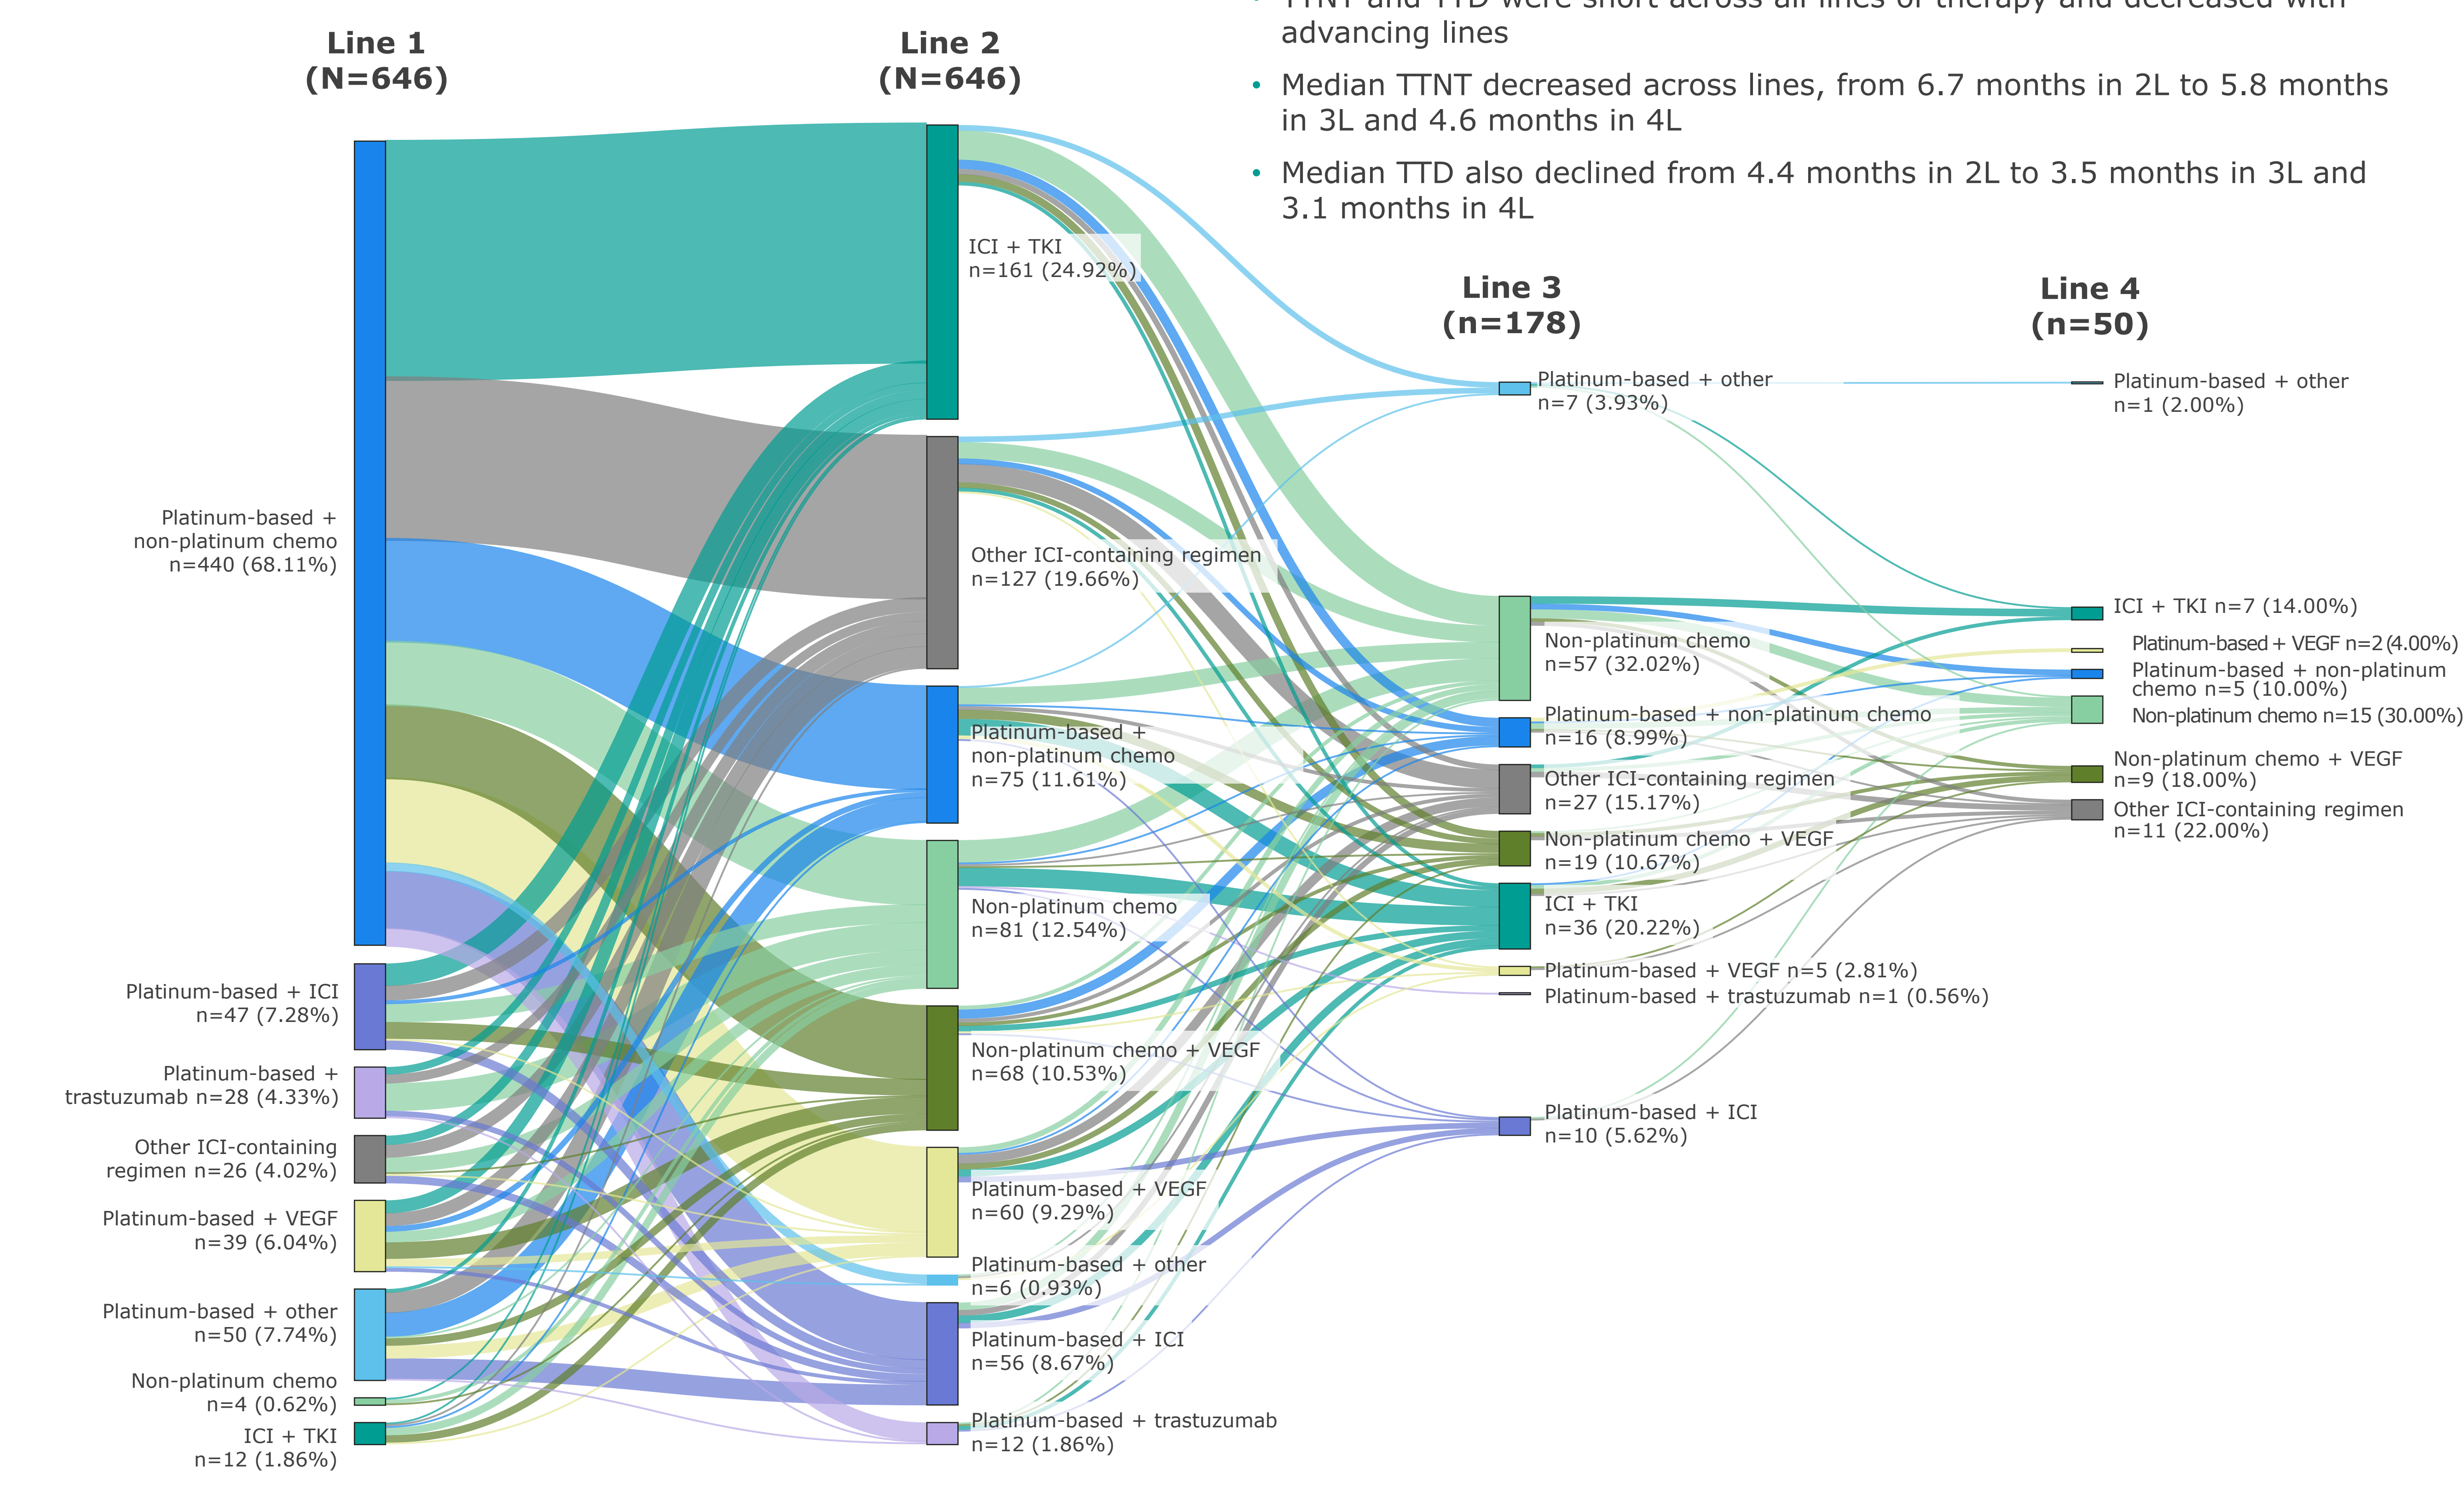 TTNT and TTD were short across all lines of therapy and decreased with
advancing lines
• Median TTNT decreased across lines, from 6.7 months in 2L to 5.8 months
in 3L and 4.6 months in 4L
• Median TTD also declined from 4.4 months in 2L to 3.5 months in 3L and
3.1 months in 4L
Line 1
(N=646)
Platinum-based +
non-platinum chemo
n=440 (68.11%)
Platinum-based + ICI
n=47 (7.28%)
Platinum-based +
trastuzumab n=28 (4.33%)
Other ICI-containing
regimen n=26 (4.02%)
Platinum-based + VEGF
n=39 (6.04%)
Platinum-based + other
n=50 (7.74%)
Non-platinum chemo
n=4 (0.62%)
ICI + TKI
n=12 (1.86%)
Line 2
(N=646)
ICI + TKI
n=161 (24.92%)
Other ICI-containing regimen
n=127 (19.66%)
Platinum-based +
non-platinum chemo
n=75 (11.61%)
Non-platinum chemo
n=81 (12.54%)
Non-platinum chemo + VEGF
n=68 (10.53%)
Platinum-based + VEGF
n=60 (9.29%)
Platinum-based + other
n=6 (0.93%)
Platinum-based + ICI
n=56 (8.67%)
Platinum-based + trastuzumab
n=12 (1.86%)
Line 3
(n=178)
Platinum-based + other
n=7 (3.93%)
Non-platinum chemo
n=57 (32.02%)
Platinum-based + non-platinum chemo
n=16 (8.99%)
Other ICI-containing regimen
n=27 (15.17%)
Non-platinum chemo + VEGF
n=19 (10.67%)
ICI + TKI
n=36 (20.22%)
Platinum-based + VEGF n=5 (2.81%)
Platinum-based + trastuzumab n=1 (0.56%)
Platinum-based + ICI
n=10 (5.62%)
Line 4
(n=50)
Platinum-based + other
n=1 (2.00%)
ICI + TKI n=7 (14.00%)
Platinum-based + VEGF n=2 (4.00%)
Platinum-based + non-platinum
chemo n=5 (10.00%)
Non-platinum chemo n=15 (30.00%)
Non-platinum chemo + VEGF
n=9 (18.00%)
Other ICI-containing regimen
n=11 (22.00%)